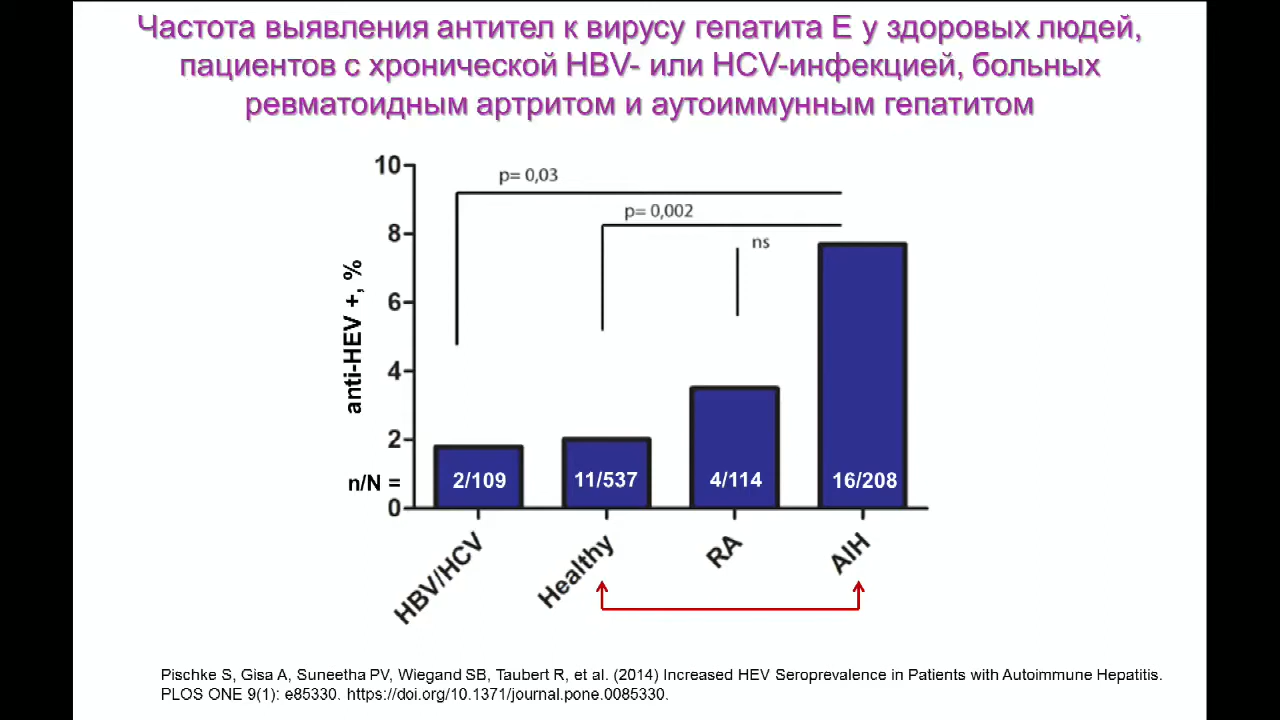 Частота выявления антител к вирусу гепатита Е у здоровых людей,
пациентов с хронической HBV- или HCV-инфекцией, больных
ревматоидным артритом и аутоиммунным гепатитом
10
p= 0,03
p= 0,002
8
ns
anti-HEV +, %
6
4
2
n/N =
2/109
11/537
4/114
16/208
0
HBV/HCV
Healthy
RA
AIH
Pischke S, Gisa A, Suneetha PV, Wiegand SB, Taubert R, et al. (2014) Increased HEV Seroprevalence in Patients with Autoimmune Hepatitis.
PLOS ONE 9(1): e85330. https://doi.org/10.1371/journal.pone.0085330.